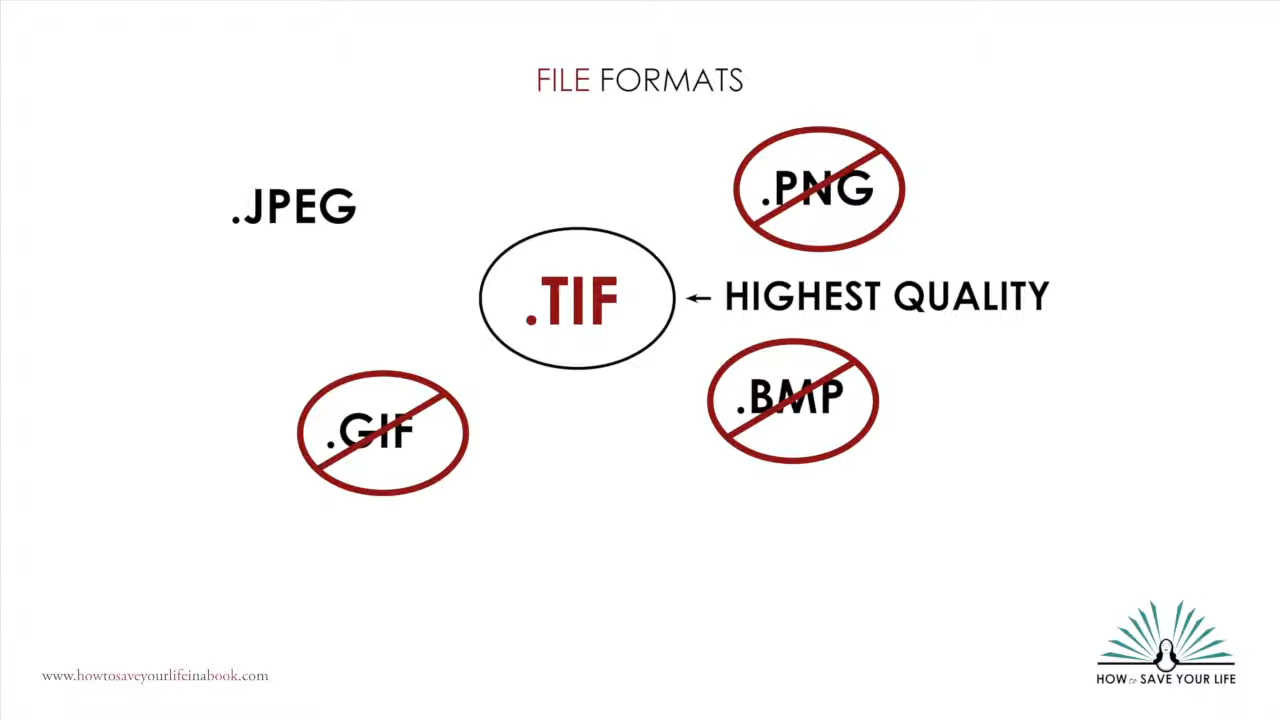 FILE FORMATS
.JPEG
.PNG
.TIF
HIGHEST QUALITY
.GIF
.BMP
www.howtosaveyourlifeinabook.com
HOW to SAVE YOUR LIFE